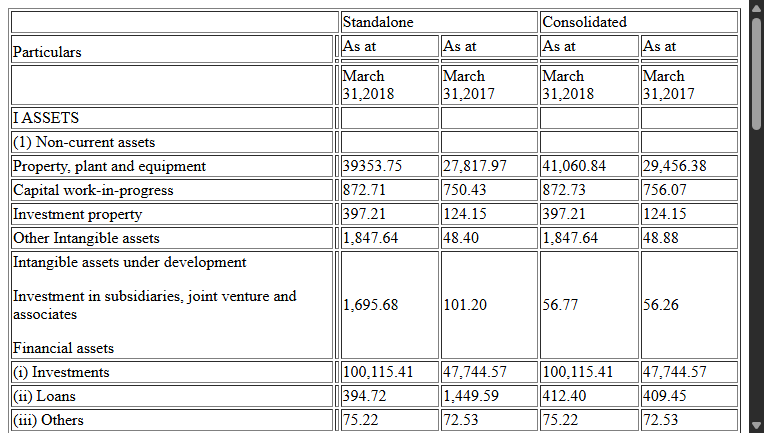 Standalone Consolidated
Particulars As at As at As at As at
March 31,2018 March 31,2017 March 31,2018 March 31,2017
I ASSETS
(1) Non-current assets
Property, plant and equipment 39353.75 27,817.97 41,060.84 29,456.38
Capital work-in-progress 872.71 750.43 872.73 756.07
Investment property 397.21 124.15 397.21 124.15
Other Intangible assets 1,847.64 48.40 1,847.64 48.88
Intangible assets under development
Investment in subsidiaries, joint venture and
associates 1,695.68 101.20 56.77 56.26
Financial assets
(i) Investments 100,115.41 47,744.57 100,115.41 47,744.57
(ii) Loans 394.72 1,449.59 412.40 409.45
(iii) Others 75.22 72.53 75.22 72.53